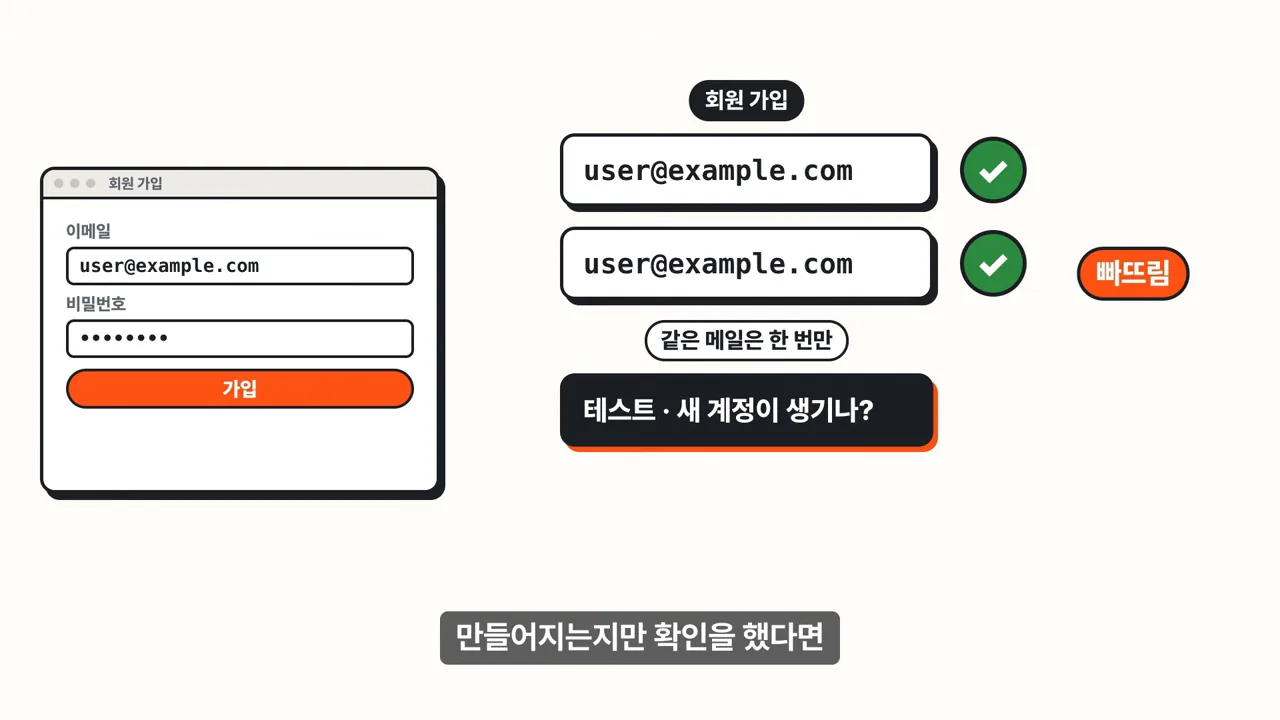 회원 가입
이메일
user@example.com
비밀번호
••••••••
가입
회원 가입
user@example.com
user@example.com
빠뜨림
같은 메일은 한 번만
테스트 · 새 계정이 생기나?
만들어지는지만 확인을 했다면